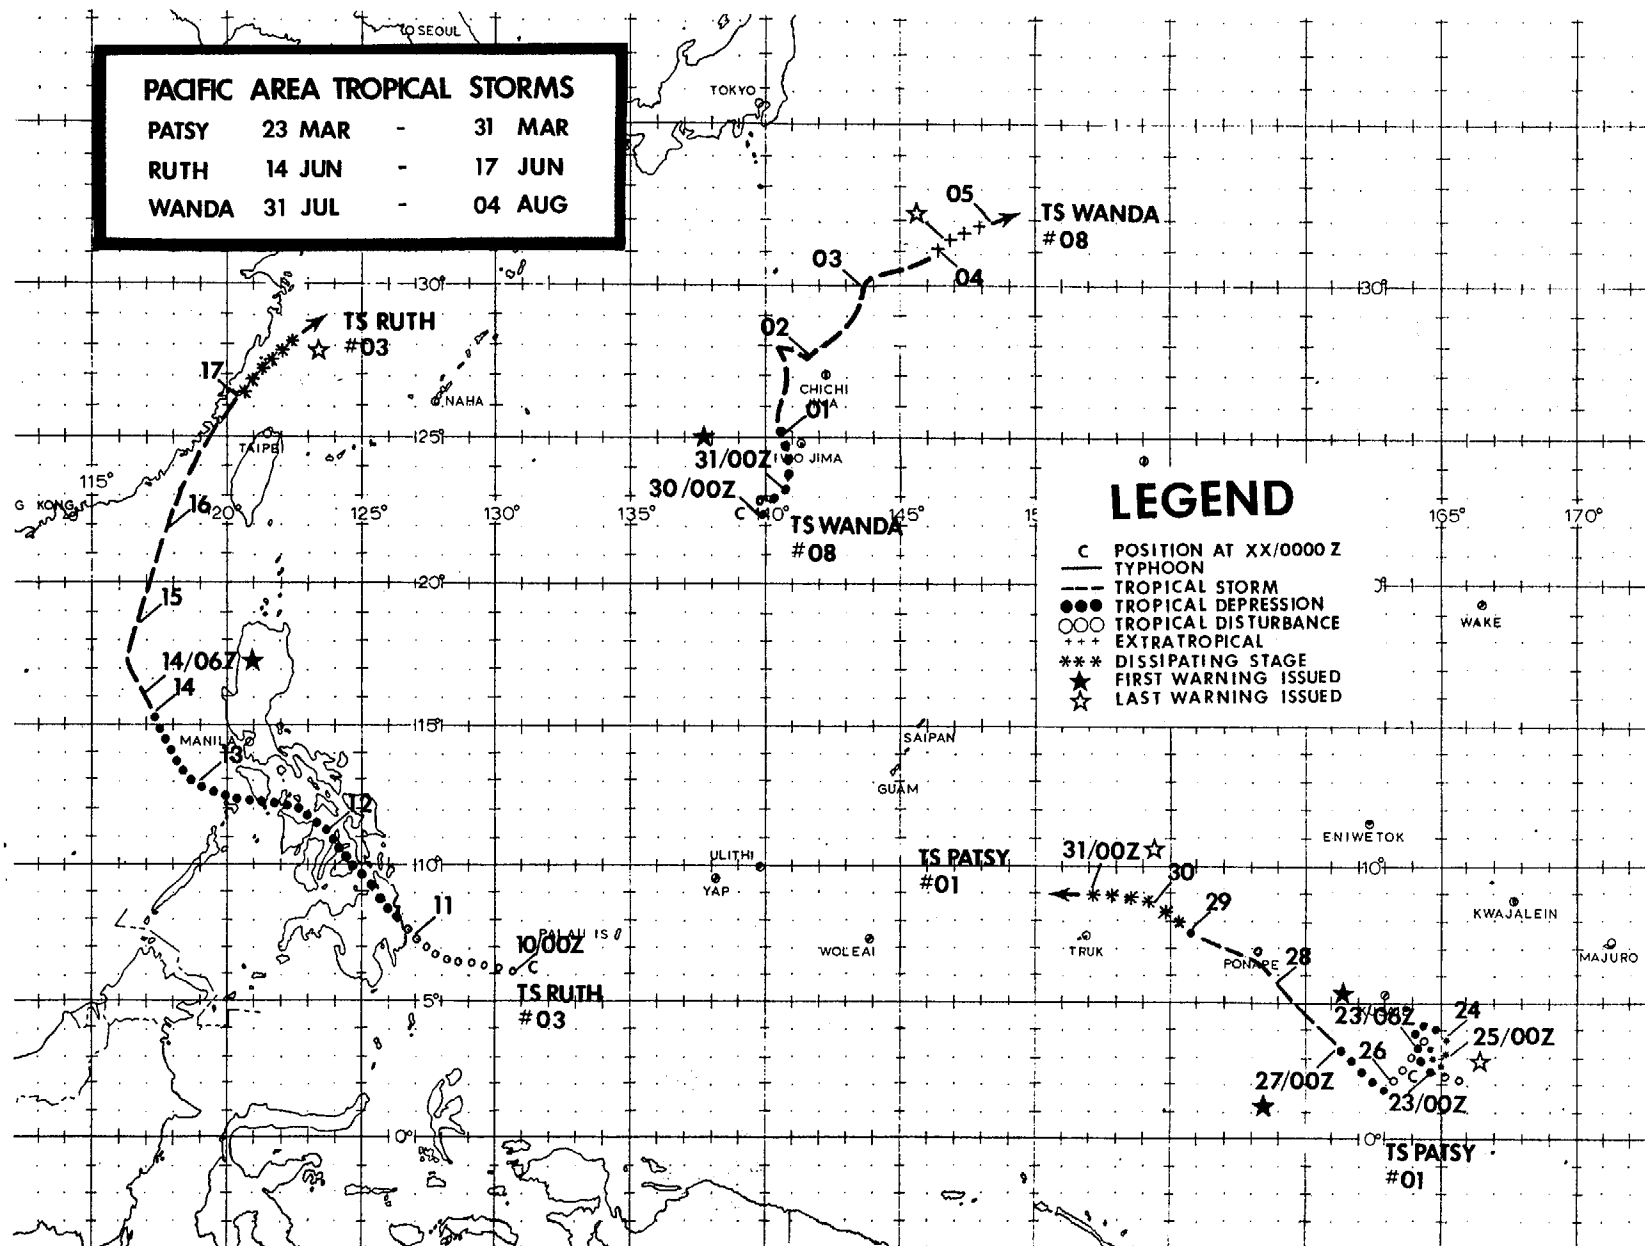 SEOUL
PACIFIC AREA TROPICAL STORMS
PATSY 23 MAR - 31 MAR
RUTH 14 JUN - 17 JUN
WANDA 31 JUL - 04 AUG
TOKYO
05
TS WANDA
#08
03
04
30°
30°
TS RUTH
#03
02
17
NAHA
CHICHI
JIMA
01
25°
TAIPEI
31/00Z
IWO JIMA
115°
30/00Z
LEGEND
G KONG
16
120°
125°
130°
135°
C
140°
TS WANDA
#08
145°
15
165°
170°
C POSITION AT XX/0000 Z
TYPHOON
TROPICAL STORM
TROPICAL DEPRESSION
TROPICAL DISTURBANCE
+++ EXTRATROPICAL
*** DISSIPATING STAGE
FIRST WARNING ISSUED
LAST WARNING ISSUED
20°
15
WAKE
14/06Z
14
15°
MANILA
13
SAIPAN
GUAM
12
ENIWETOK
10°
ULITHI
YAP
TS PATSY
#01
31/00Z
30
10°
29
KWAJALEIN
11
PALAU IS
10/00Z
C
WOLEAI
TRUK
PONAPE
28
MAJURO
TS RUTH
#03
5°
23/06Z
24
25/00Z
26
C
27/00Z
23/00Z
0°
0°
TS PATSY
#01